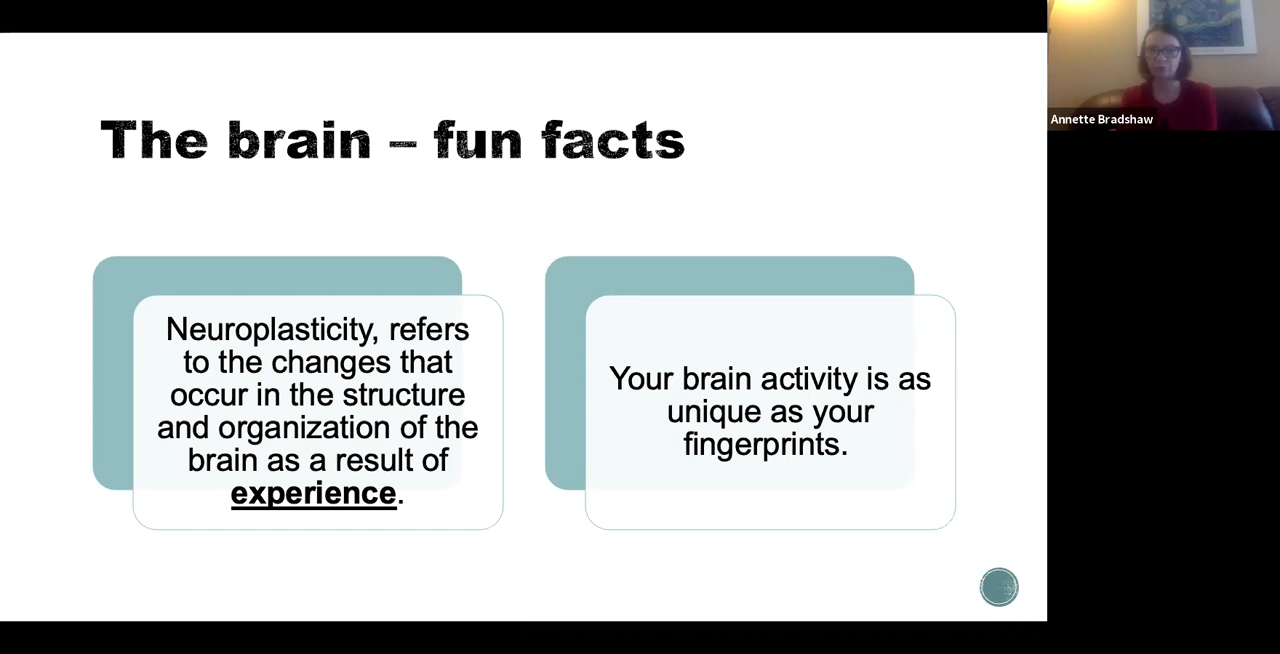 The brain – fun facts
Neuroplasticity, refers
to the changes that
occur in the structure
and organization of the
brain as a result of
experience.
Your brain activity is as
unique as your
fingerprints.
Annette Bradshaw